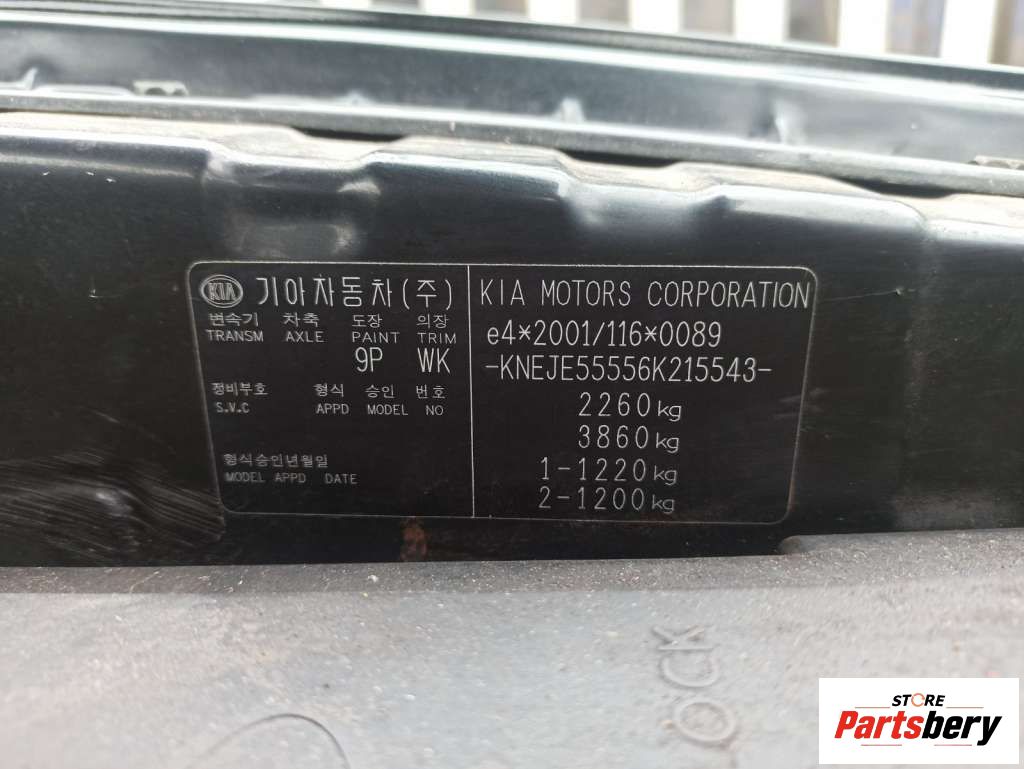 KIA 기아자동차(주)
변속기 차축 도장 의장
TRANSM AXLE PAINT TRIM
9P WK
정비부호 형식 승인 번호
S.V.C APPD MODEL NO
형식승인년월일
MODEL APPD DATE
KIA MOTORS CORPORATION
e4*2001/116*0089
-KNEJE55556K215543-
2260kg
3860kg
1-1220kg
2-1200kg
OCK
STORE
Partsbery